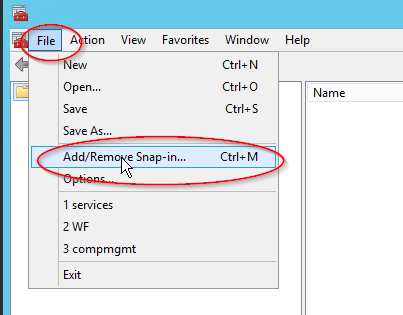 File Action View Favorites Window Help
New Ctrl+N
Open... Ctrl+O
Save Ctrl+S
Save As...
Add/Remove Snap-in... Ctrl+M
Options...
1 services
2 WF
3 compmgmt
Exit
Name